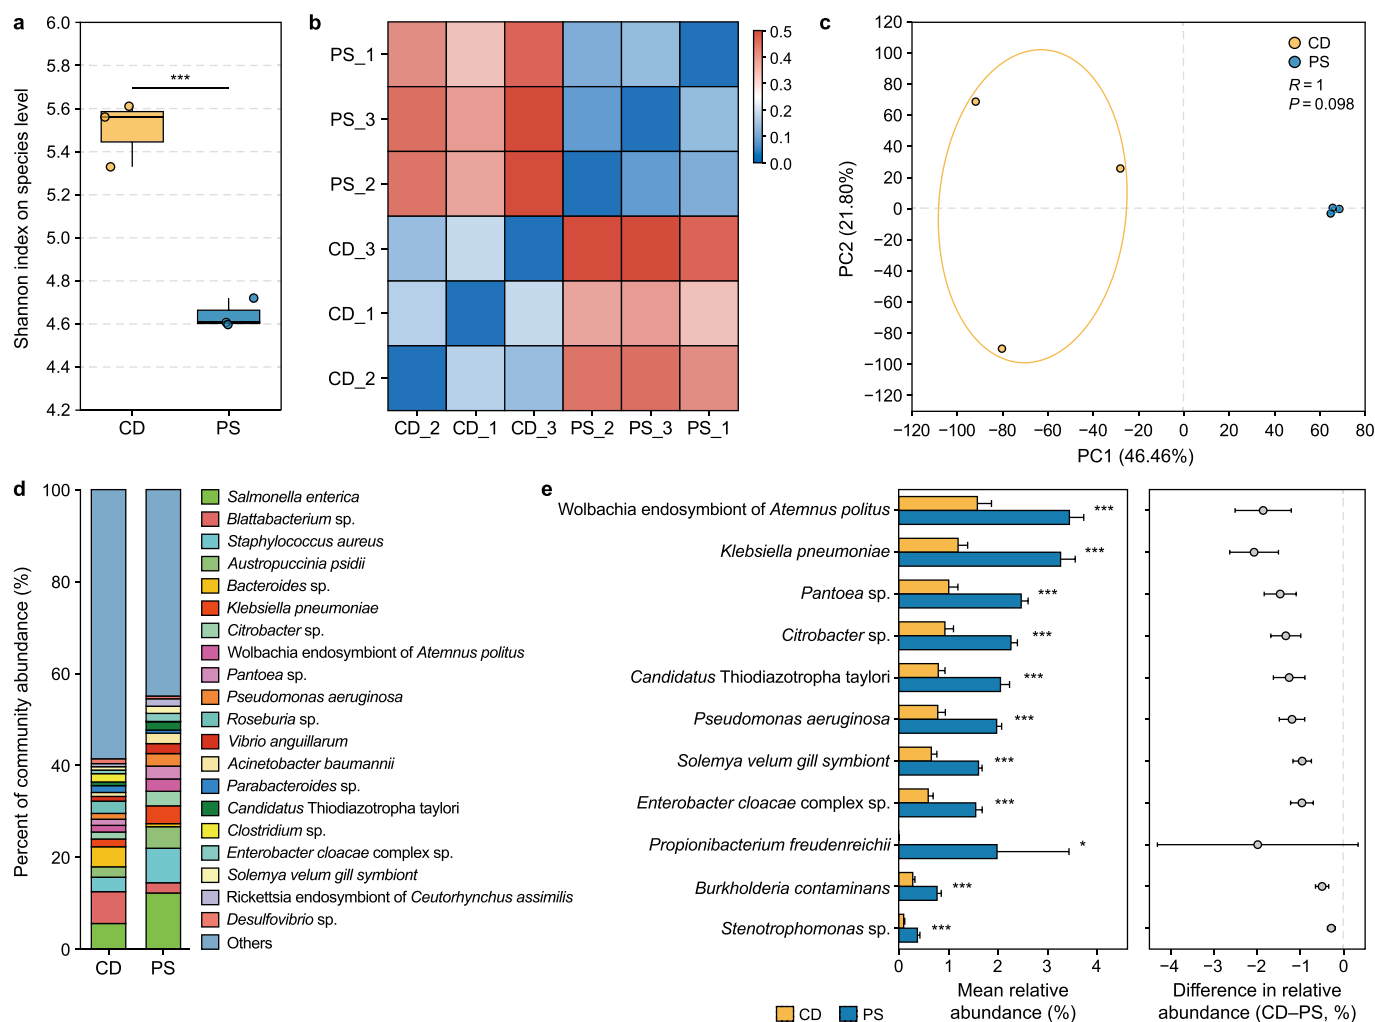 a
Shannon index on species level
6.0
5.8
5.6
5.4
5.2
5.0
4.8
4.6
4.4
4.2
***
CD
PS
b
PS_1
PS_3
PS_2
CD_3
CD_1
CD_2
CD_2
CD_1
CD_3
PS_2
PS_3
PS_1
0.5
0.4
0.3
0.2
0.1
0.0
c
PC2 (21.80%)
120
100
80
60
40
20
0
−20
−40
−60
−80
−100
−120
CD
PS
R = 1
P = 0.098
−120
−100
−80
−60
−40
−20
0
20
40
60
80
PC1 (46.46%)
d
Percent of community abundance (%)
100
80
60
40
20
0
CD
PS
Salmonella enterica
Blattabacterium sp.
Staphylococcus aureus
Austropuccinia psidii
Bacteroides sp.
Klebsiella pneumoniae
Citrobacter sp.
Wolbachia endosymbiont of Atemnus politus
Pantoea sp.
Pseudomonas aeruginosa
Roseburia sp.
Vibrio anguillarum
Acinetobacter baumannii
Parabacteroides sp.
Candidatus Thiodiazotropha taylori
Clostridium sp.
Enterobacter cloacae complex sp.
Solemya velum gill symbiont
Rickettsia endosymbiont of Ceutorhynchus assimilis
Desulfovibrio sp.
Others
e
Wolbachia endosymbiont of Atemnus politus
***
Klebsiella pneumoniae
***
Pantoea sp.
***
Citrobacter sp.
***
Candidatus Thiodiazotropha taylori
***
Pseudomonas aeruginosa
***
Solemya velum gill symbiont
***
Enterobacter cloacae complex sp.
***
Propionibacterium freudenreichii
*
Burkholderia contaminans
***
Stenotrophomonas sp.
***
0
1
2
3
4
Mean relative
abundance (%)
−4
−3
−2
−1
0
Difference in relative
abundance (CD–PS, %)
CD
PS